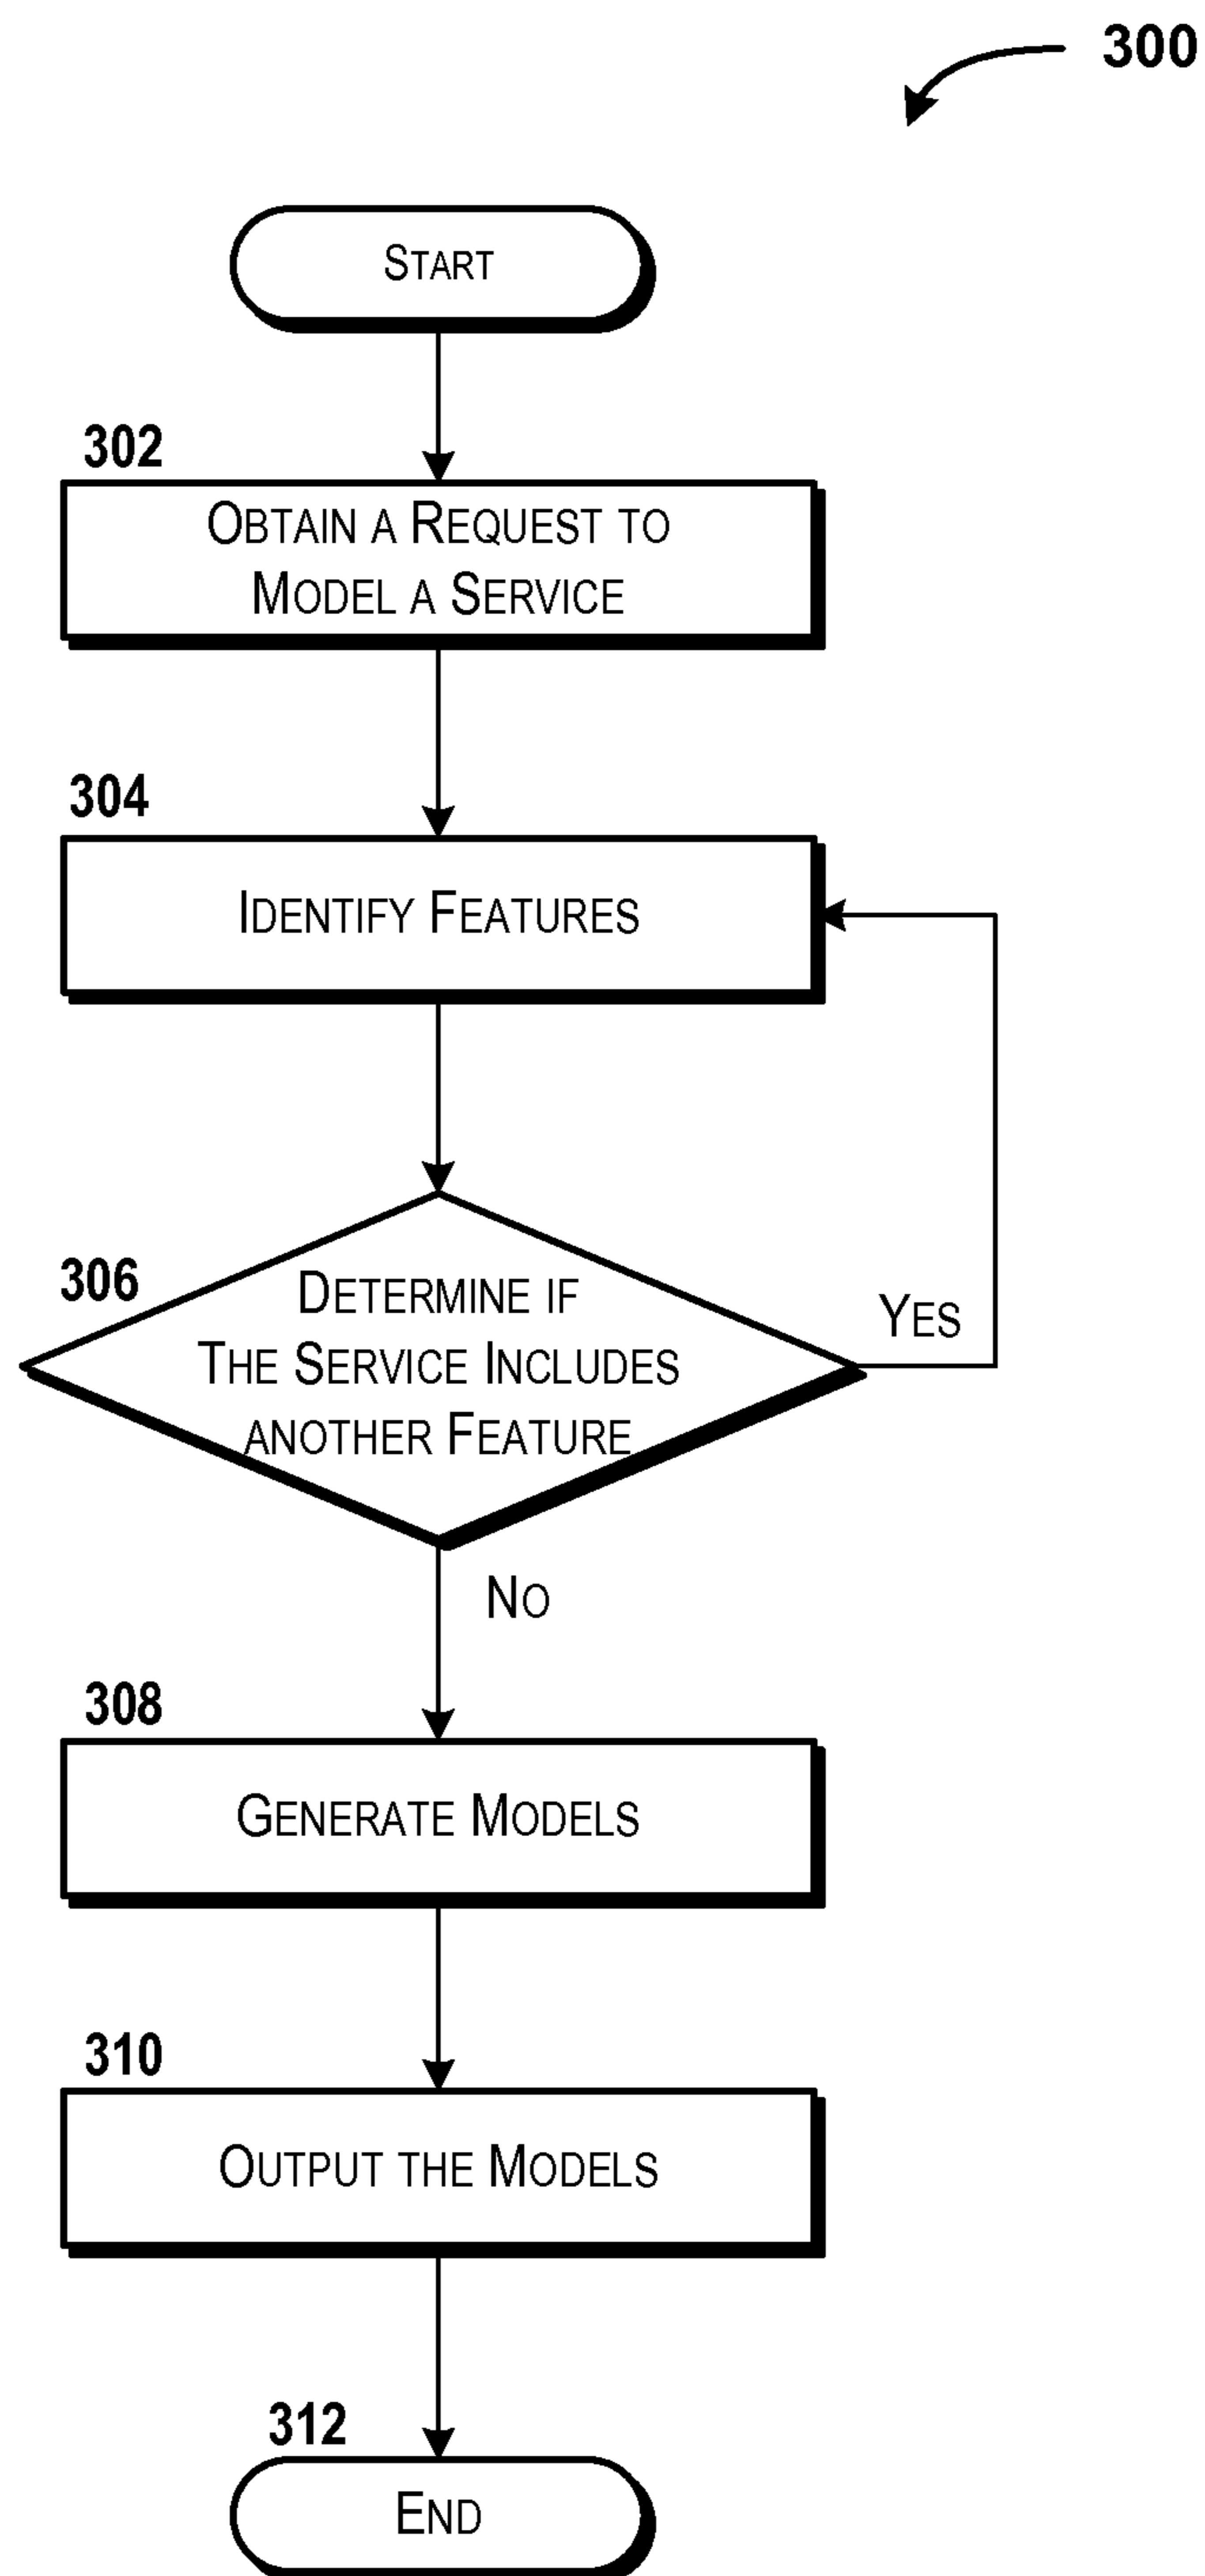 300
START
302
OBTAIN A REQUEST TO
MODEL A SERVICE
304
IDENTIFY FEATURES
306
DETERMINE IF
THE SERVICE INCLUDES
ANOTHER FEATURE
YES
NO
308
GENERATE MODELS
310
OUTPUT THE MODELS
312
END